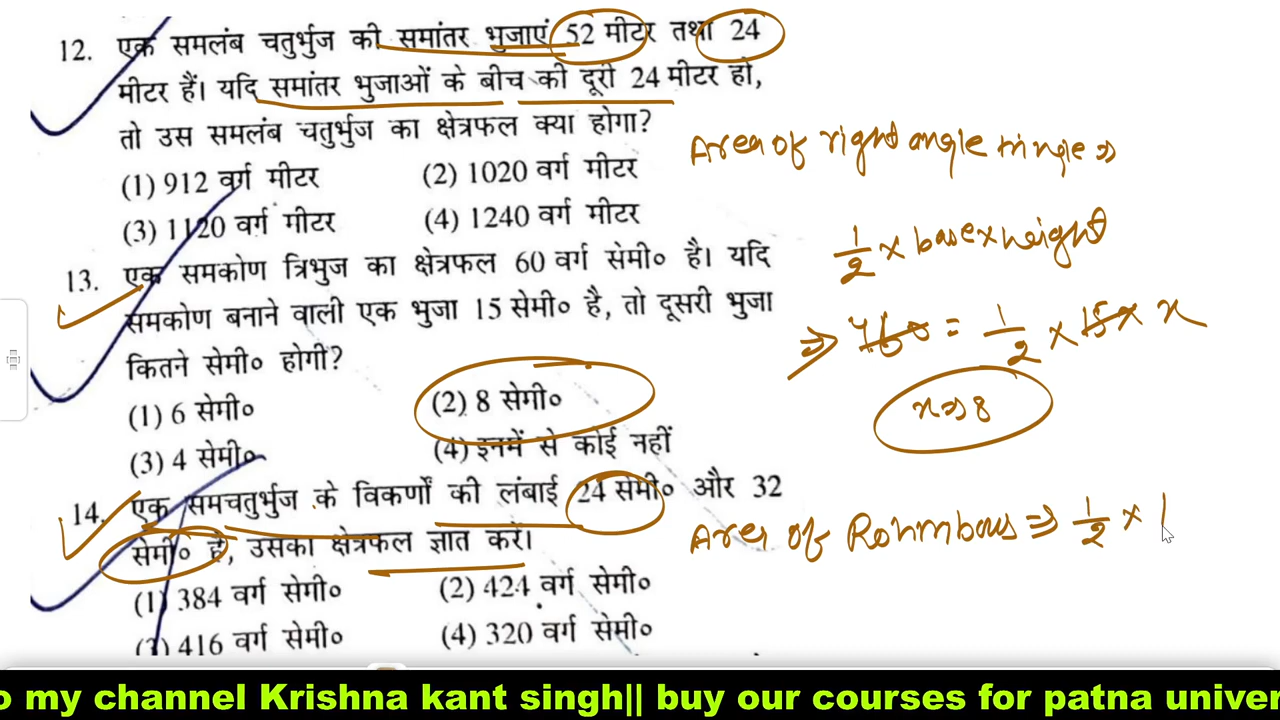 12. एक समलंब चतुर्भुज की समांतर भुजाएं 52 मीटर तथा 24
मीटर हैं। यदि समांतर भुजाओं के बीच की दूरी 24 मीटर हो,
तो उस समलंब चतुर्भुज का क्षेत्रफल क्या होगा?
(1) 912 वर्ग मीटर (2) 1020 वर्ग मीटर
(3) 1120 वर्ग मीटर (4) 1240 वर्ग मीटर
13. एक समकोण त्रिभुज का क्षेत्रफल 60 वर्ग सेमी० है। यदि
समकोण बनाने वाली एक भुजा 15 सेमी० है, तो दूसरी भुजा
कितने सेमी० होगी?
(1) 6 सेमी० (2) 8 सेमी०
(3) 4 सेमी० (4) इनमें से कोई नहीं
14. एक समचतुर्भुज के विकर्णों की लंबाई 24 सेमी० और 32
सेमी० है, उसका क्षेत्रफल ज्ञात करें।
(1) 384 वर्ग सेमी० (2) 424 वर्ग सेमी०
(3) 416 वर्ग सेमी० (4) 320 वर्ग सेमी०
Area of right angle tringle ⇒
1/2 × base × height
= 1/2 × 15 × x
x ⇒ 8
Area of Rohmbous ⇒ 1/2 ×
o my channel Krishna kant singh|| buy our courses for patna univer